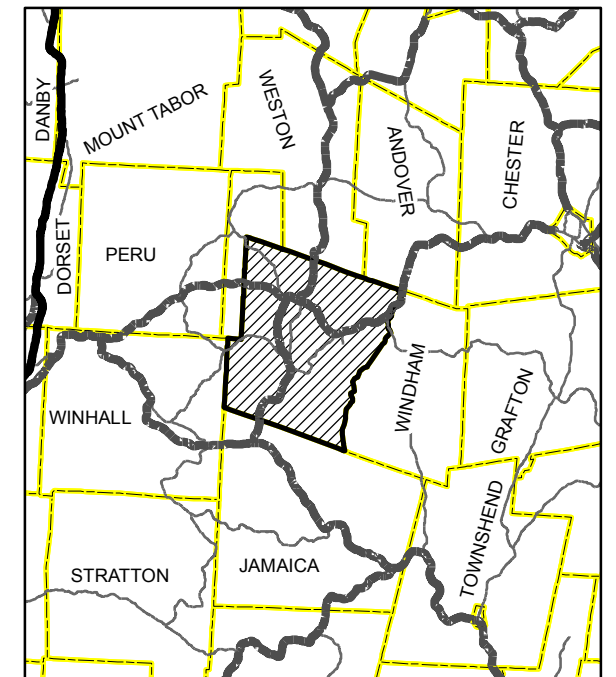 DANBY
MOUNT TABOR
WESTON
ANDOVER
CHESTER
DORSET
PERU
WINHALL
WINDHAM
GRAFTON
STRATTON
JAMAICA
TOWNSHEND